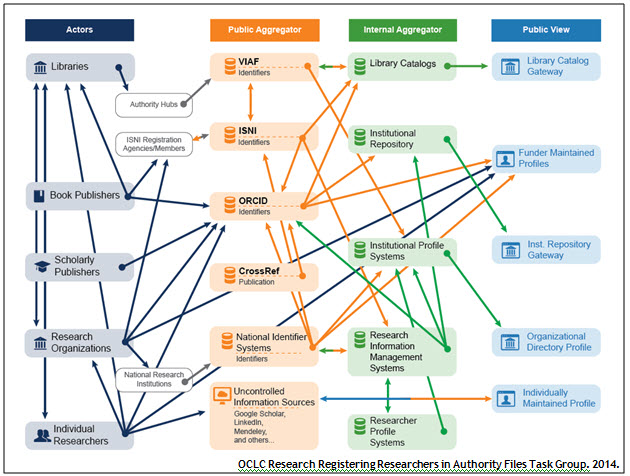 Actors
Public Aggregator
Internal Aggregator
Public View
Libraries
Authority Hubs
ISNI Registration
Agencies/Members
Book Publishers
Scholarly
Publishers
Research
Organizations
National Research
Institutions
Individual
Researchers
VIAF
Identifiers
ISNI
Identifiers
ORCID
Identifiers
CrossRef
Publication
National Identifier
Systems
Identifiers
Uncontrolled
Information Sources
Google Scholar,
LinkedIn,
Mendeley,
and others...
Library Catalogs
Institutional
Repository
Institutional Profile
Systems
Research
Information
Management
Systems
Researcher
Profile Systems
Library Catalog
Gateway
Funder Maintained
Profiles
Inst. Repository
Gateway
Organizational
Directory Profile
Individually
Maintained Profile
OCLC Research Registering Researchers in Authority Files Task Group. 2014.